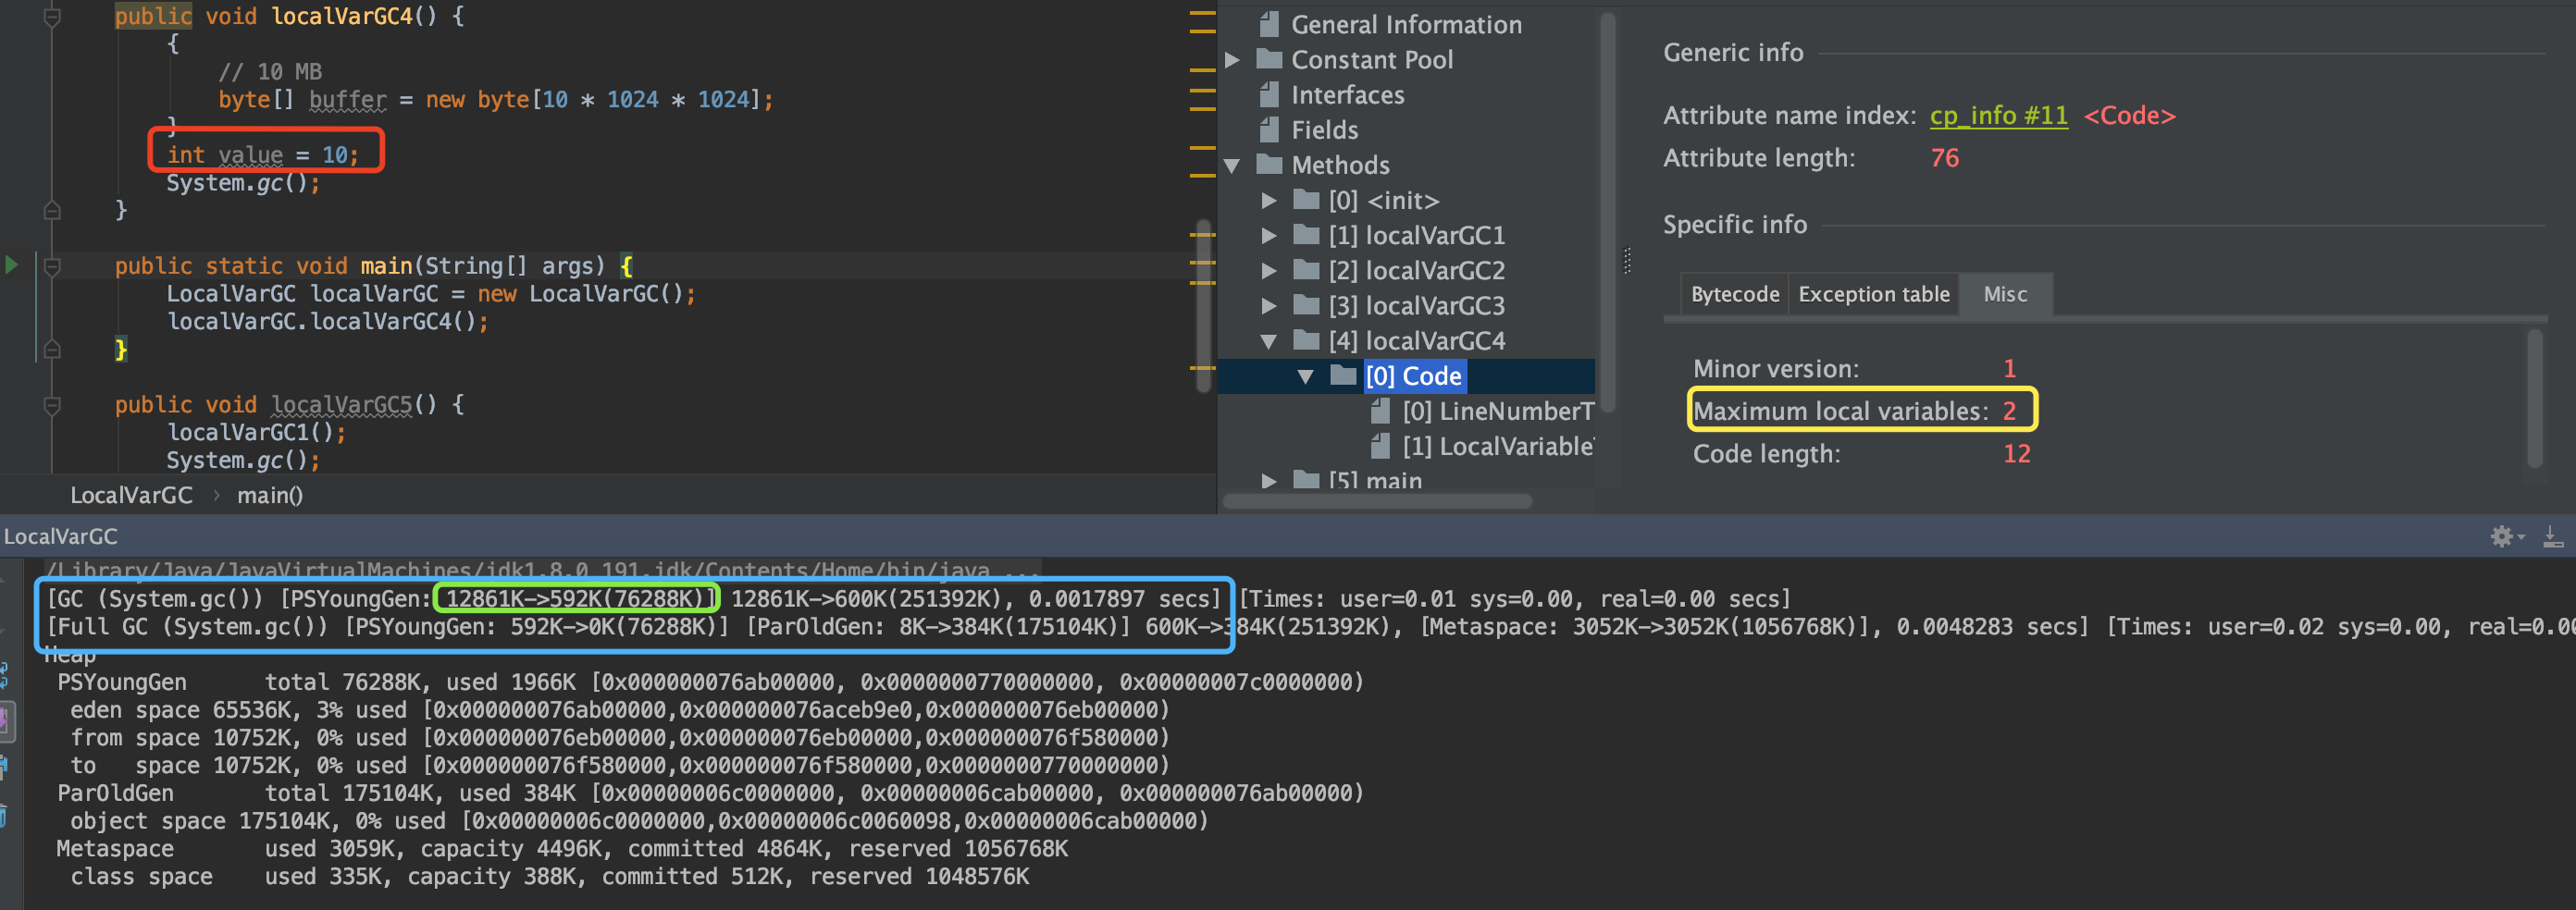 public void localVarGC4() {
{
// 10 MB
byte[] buffer = new byte[10 * 1024 * 1024];
}
int value = 10;
System.gc();
}
public static void main(String[] args) {
LocalVarGC localVarGC = new LocalVarGC();
localVarGC.localVarGC4();
}
public void localVarGC5() {
localVarGC1();
System.gc();
LocalVarGC › main()
General Information
Constant Pool
Interfaces
Fields
Methods
[0] <init>
[1] localVarGC1
[2] localVarGC2
[3] localVarGC3
[4] localVarGC4
[0] Code
[0] LineNumberT
[1] LocalVariable
[5] main
Generic info
Attribute name index: cp_info #11 <Code>
Attribute length: 76
Specific info
Bytecode Exception table Misc
Minor version: 1
Maximum local variables: 2
Code length: 12
LocalVarGC
/Library/Java/JavaVirtualMachines/jdk1.8.0_191.jdk/Contents/Home/bin/java ...
[GC (System.gc()) [PSYoungGen: 12861K->592K(76288K)] 12861K->600K(251392K), 0.0017897 secs] [Times: user=0.01 sys=0.00, real=0.00 secs]
[Full GC (System.gc()) [PSYoungGen: 592K->0K(76288K)] [ParOldGen: 8K->384K(175104K)] 600K->384K(251392K), [Metaspace: 3052K->3052K(1056768K)], 0.0048283 secs] [Times: user=0.02 sys=0.00, real=0.00
Heap
PSYoungGen total 76288K, used 1966K [0x000000076ab00000, 0x0000000770000000, 0x00000007c0000000)
eden space 65536K, 3% used [0x000000076ab00000,0x000000076aceb9e0,0x000000076eb00000)
from space 10752K, 0% used [0x000000076eb00000,0x000000076eb00000,0x000000076f580000)
to space 10752K, 0% used [0x000000076f580000,0x000000076f580000,0x0000000770000000)
ParOldGen total 175104K, used 384K [0x00000006c0000000, 0x00000006cab00000, 0x000000076ab00000)
object space 175104K, 0% used [0x00000006c0000000,0x00000006c0060098,0x00000006cab00000)
Metaspace used 3059K, capacity 4496K, committed 4864K, reserved 1056768K
class space used 335K, capacity 388K, committed 512K, reserved 1048576K